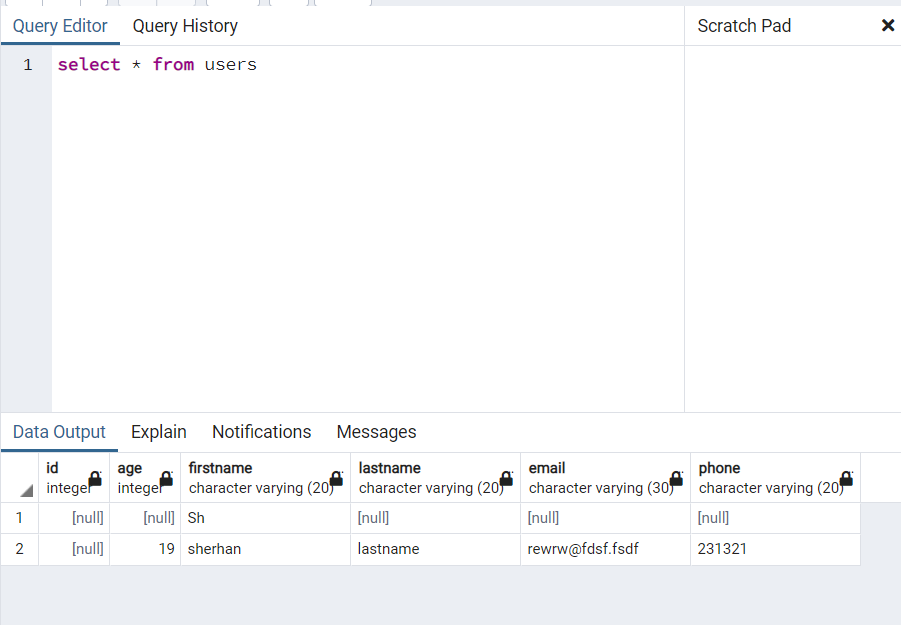 Query Editor Query History Scratch Pad
1 select * from users
Data Output Explain Notifications Messages
id age firstname lastname email phone
integer integer character varying (20) character varying (20) character varying (30) character varying (20)
1 [null] [null] Sh [null] [null] [null]
2 [null] 19 sherhan lastname rewrw@fdsf.fsdf 231321